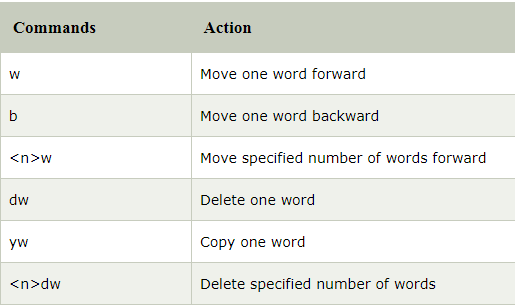 Commands Action
w Move one word forward
b Move one word backward
<n>w Move specified number of words forward
dw Delete one word
yw Copy one word
<n>dw Delete specified number of words